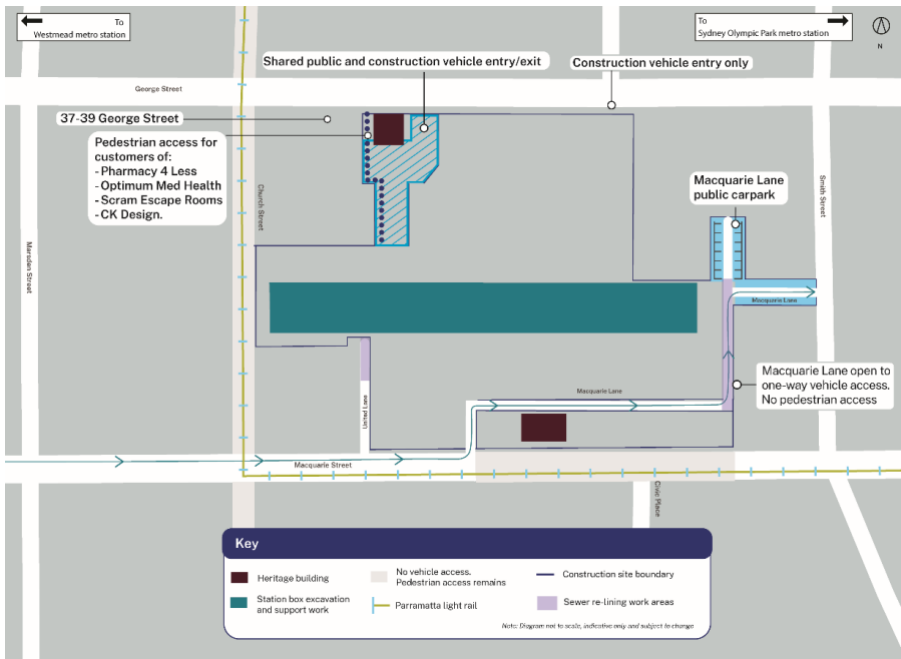 To
Westmead metro station
To
Sydney Olympic Park metro station
N
Shared public and construction vehicle entry/exit
Construction vehicle entry only
George Street
37-39 George Street
Pedestrian access for
customers of:
- Pharmacy 4 Less
- Optimum Med Health
- Scram Escape Rooms
- CK Design.
Church Street
Marsden Street
Smith Street
Macquarie Lane
public carpark
Macquarie Lane
Macquarie Lane open to
one-way vehicle access.
No pedestrian access
Macquarie Lane
United Lane
Macquarie Street
Civic Place
Key
Heritage building
No vehicle access.
Pedestrian access remains
Construction site boundary
Station box excavation
and support work
Parramatta light rail
Sewer re-lining work areas
Note: Diagram not to scale, indicative only and subject to change